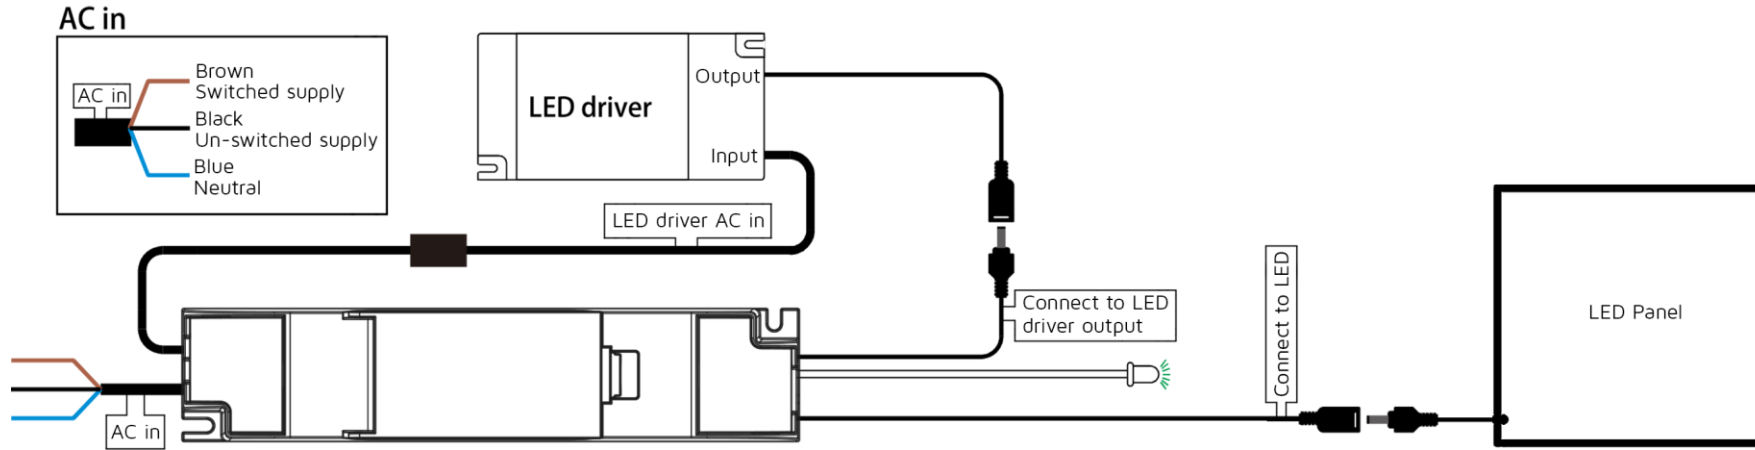 AC in
AC in
Brown
Switched supply
Black
Un-switched supply
Blue
Neutral
LED driver
Output
Input
LED driver AC in
Connect to LED
driver output
Connect to LED
LED Panel
AC in